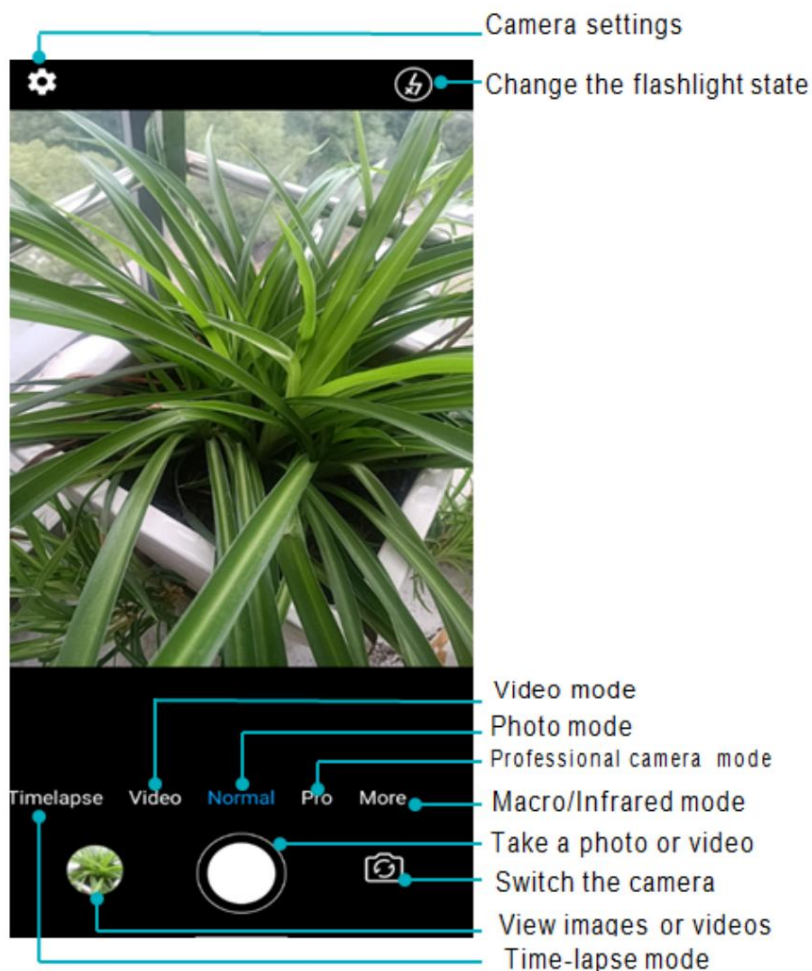 Camera settings
Change the flashlight state
Video mode
Photo mode
Professional camera mode
Timelapse Video Normal Pro More
Macro/Infrared mode
Take a photo or video
Switch the camera
View images or videos
Time-lapse mode